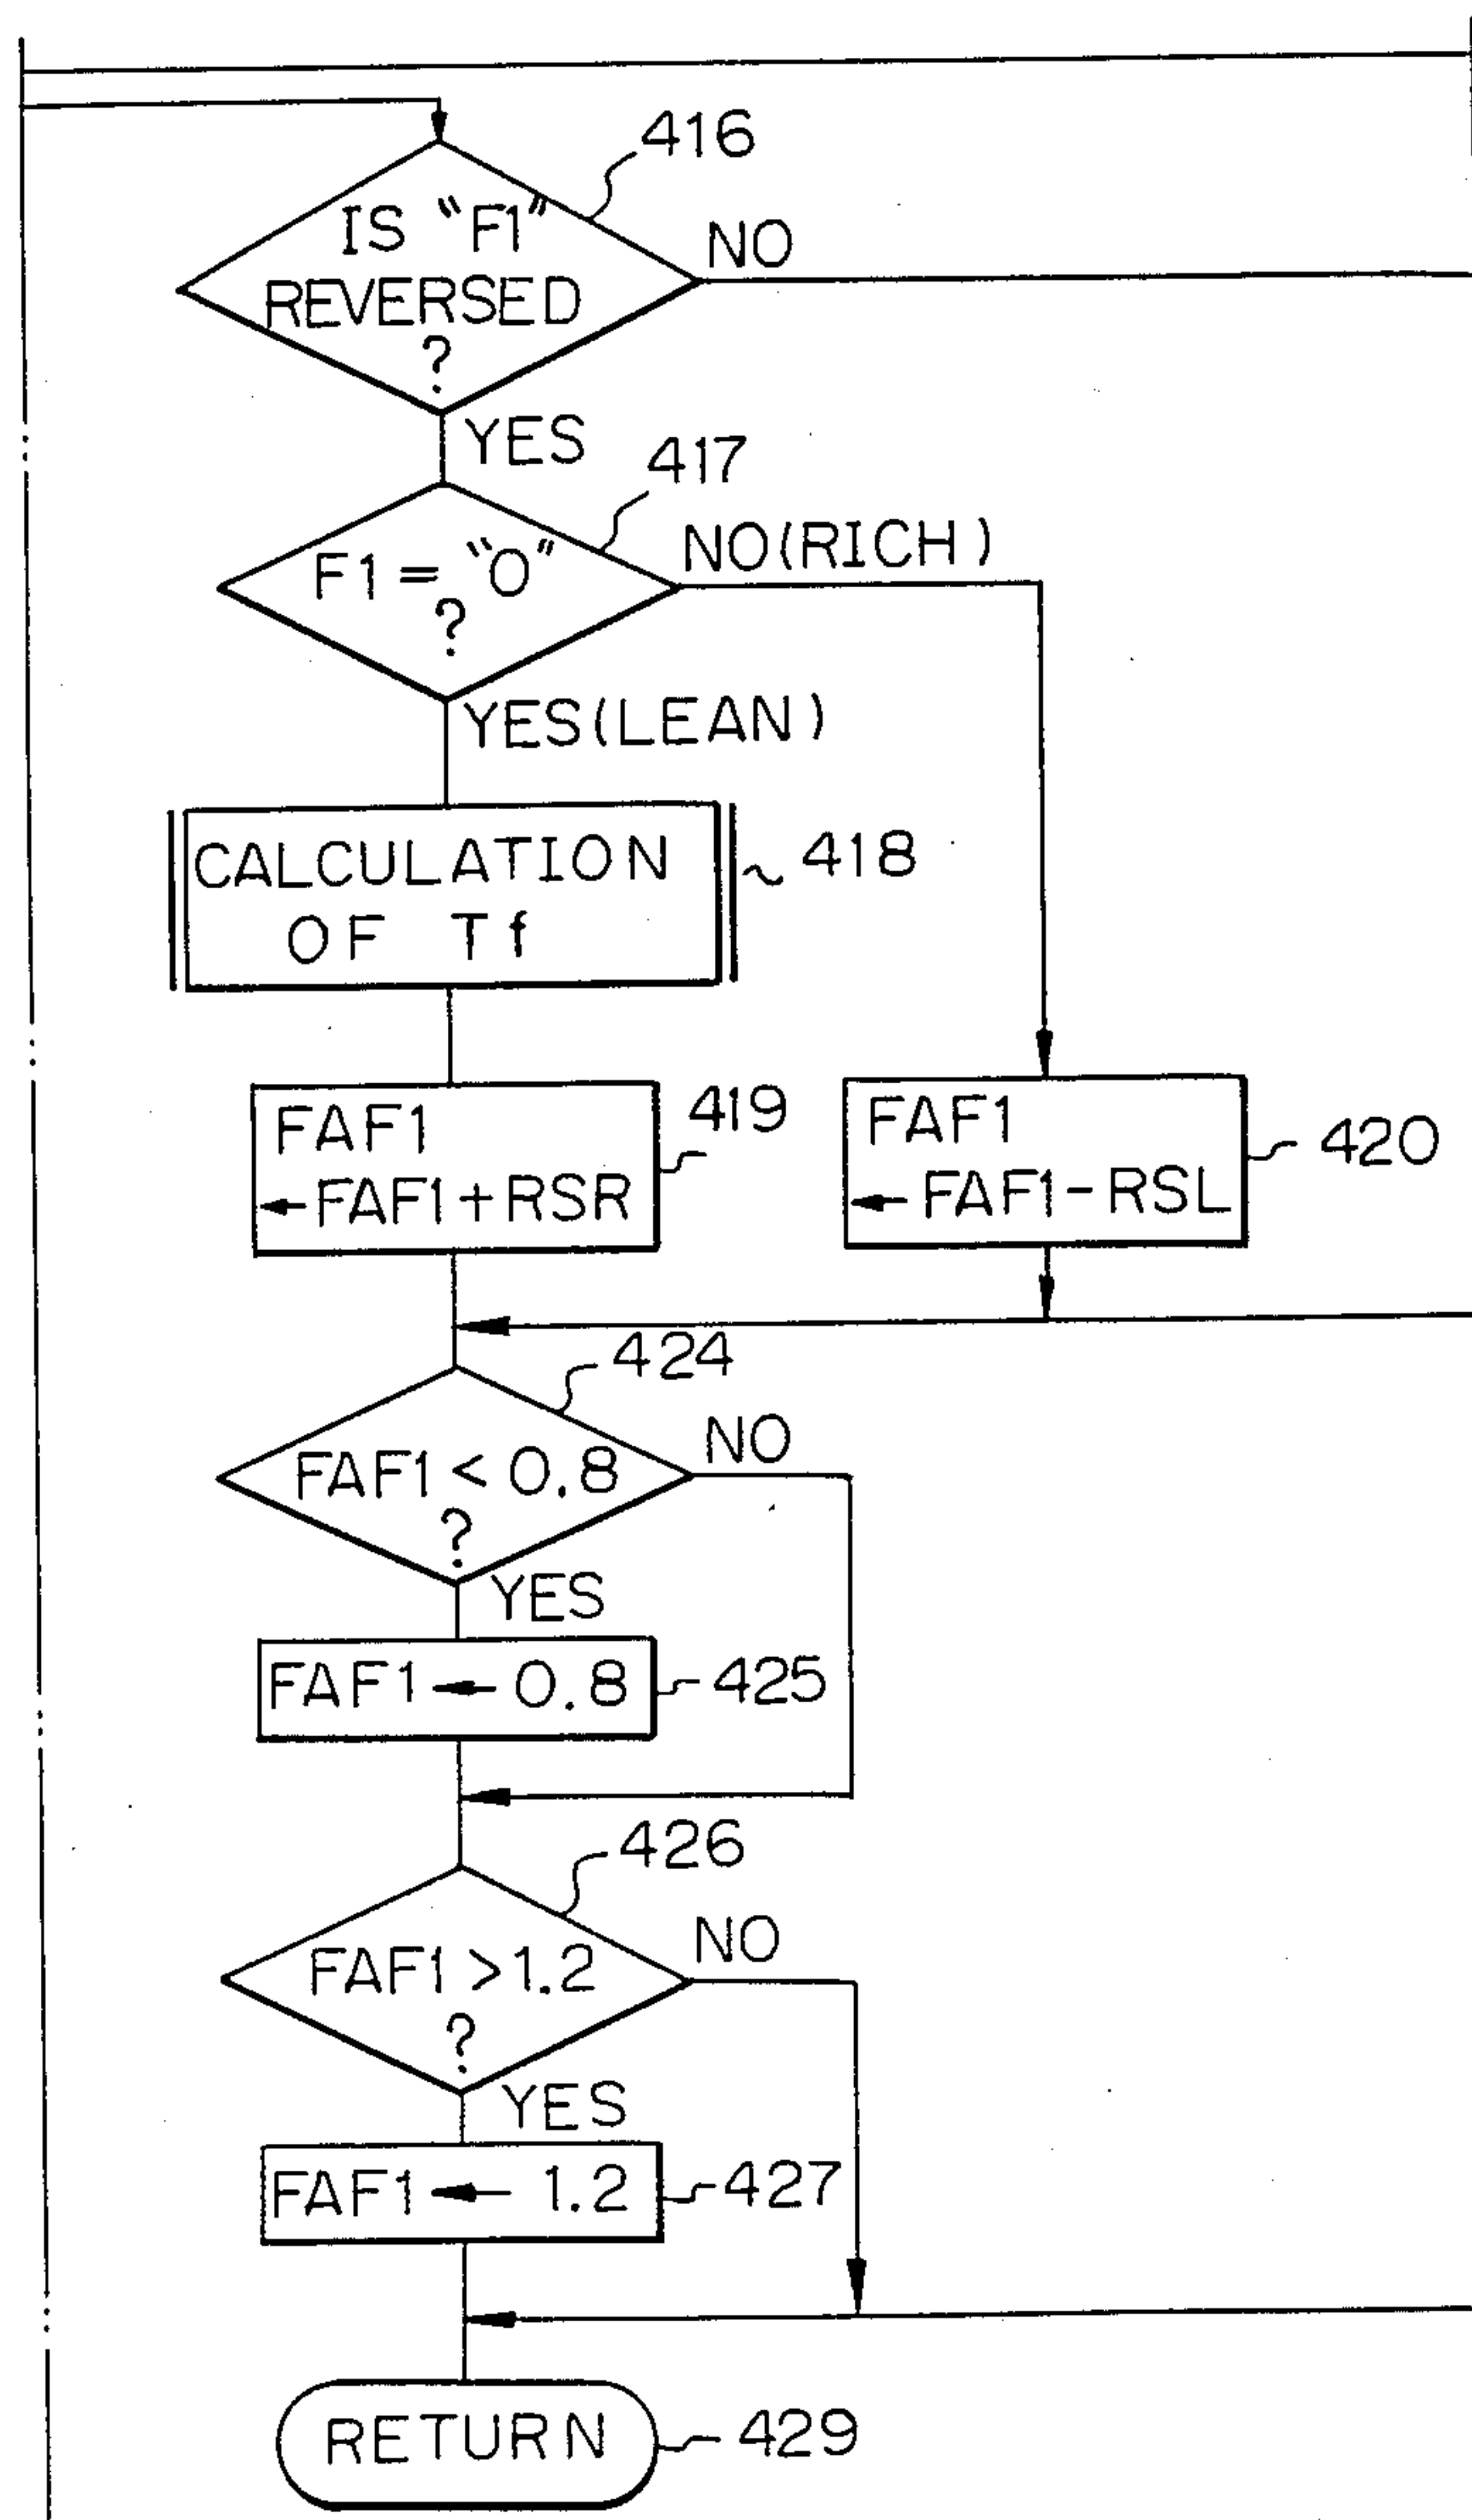 416
IS “F1”
REVERSED
?
NO
YES
417
F1= “0”
?
NO(RICH)
YES(LEAN)
CALCULATION
OF Tf
418
FAF1
←FAF1+RSR
419
FAF1
← FAF1-RSL
420
424
FAF1 < 0.8
?
NO
YES
FAF1 ← 0.8
425
426
FAF1 >1.2
?
NO
YES
FAF1 ← 1.2
427
RETURN
429